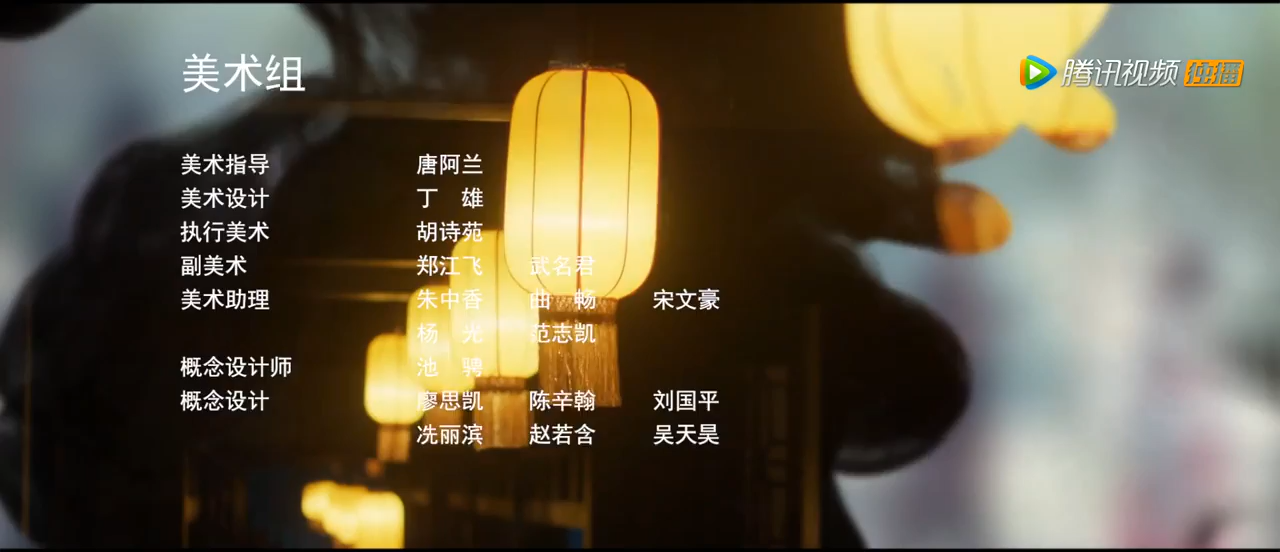 美术组
腾讯视频 独播
美术指导 唐阿兰
美术设计 丁 雄
执行美术 胡诗苑
副美术 郑江飞 武名君
美术助理 朱中香 曲 畅 宋文豪
杨 光 范志凯
概念设计师 池 骋
概念设计 廖思凯 陈辛翰 刘国平
冼丽滨 赵若含 吴天昊